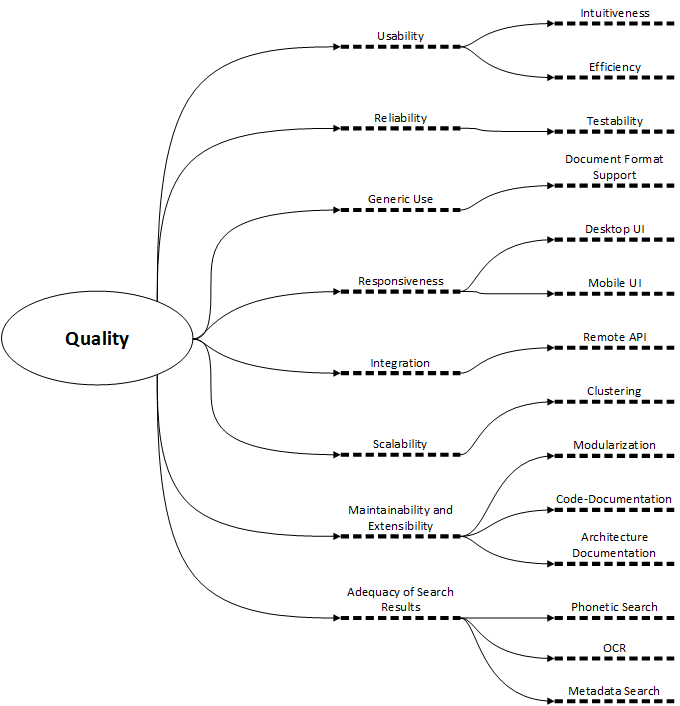 Quality
Usability
Intuitiveness
Efficiency
Reliability
Testability
Generic Use
Document Format
Support
Responsiveness
Desktop UI
Mobile UI
Integration
Remote API
Scalability
Clustering
Maintainability and
Extensibility
Modularization
Code-Documentation
Architecture
Documentation
Adequacy of Search
Results
Phonetic Search
OCR
Metadata Search